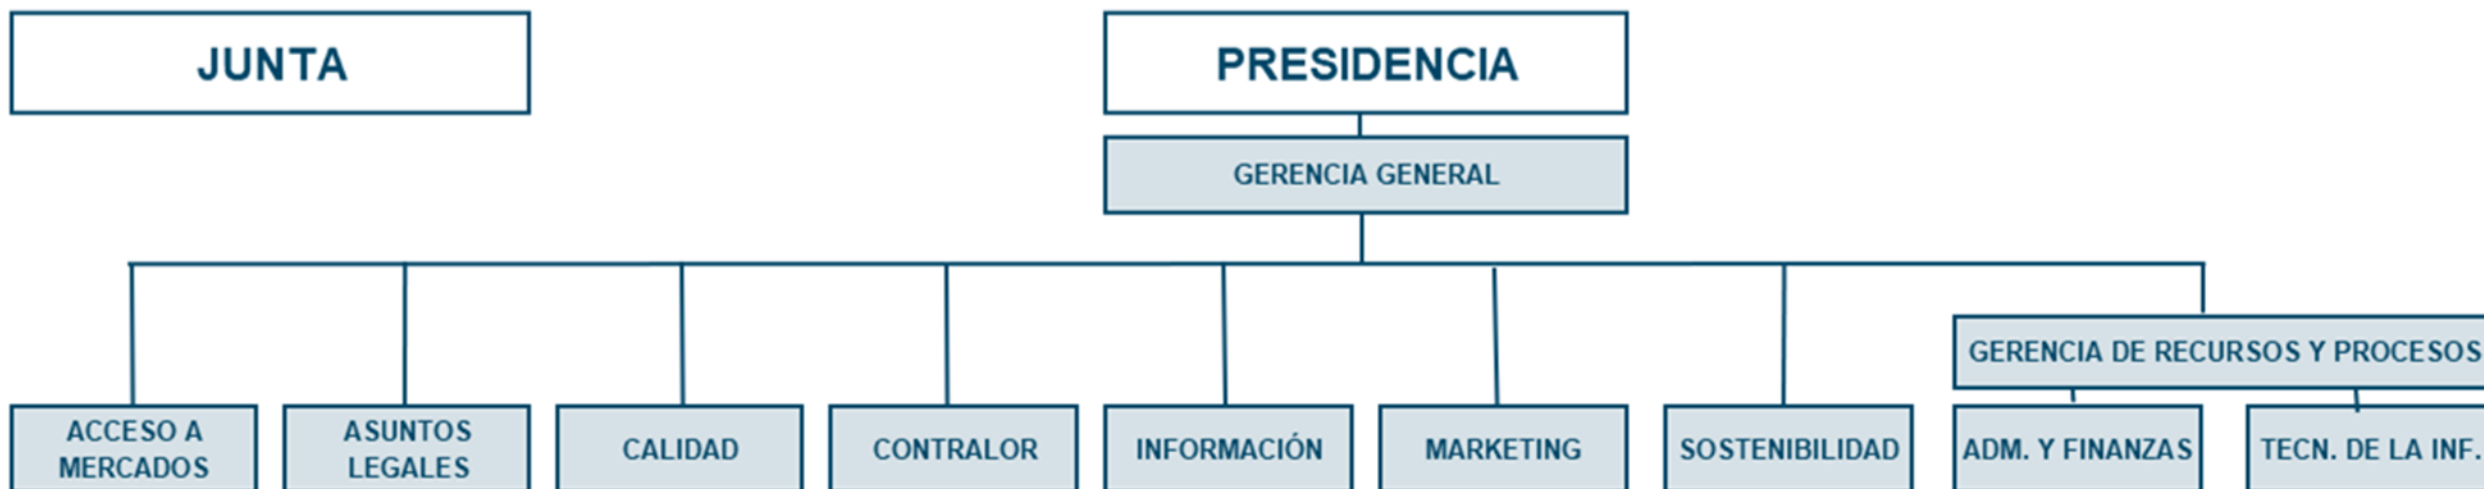 JUNTA
PRESIDENCIA
GERENCIA GENERAL
GERENCIA DE RECURSOS Y PROCESOS
ACCESO A
MERCADOS
ASUNTOS
LEGALES
CALIDAD
CONTRALOR
INFORMACIÓN
MARKETING
SOSTENIBILIDAD
ADM. Y FINANZAS
TECN. DE LA INF.